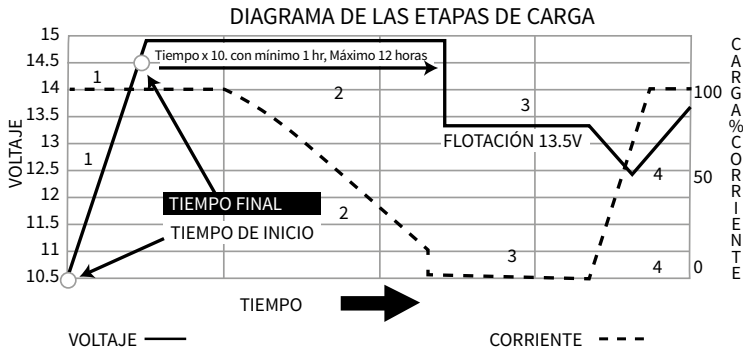 DIAGRAMA DE LAS ETAPAS DE CARGA
15
14
13.5
13
12.5
12
11.5
11
10.5
VOLTAJE
Tiempo x 10. con mínimo 1 hr, Máximo 12 horas
1
2
3
1
FLOTACIÓN 13.5V
4
TIEMPO FINAL
2
TIEMPO DE INICIO
3
4
100
50
0
CARGA%CORRIENTE
TIEMPO
VOLTAJE
CORRIENTE